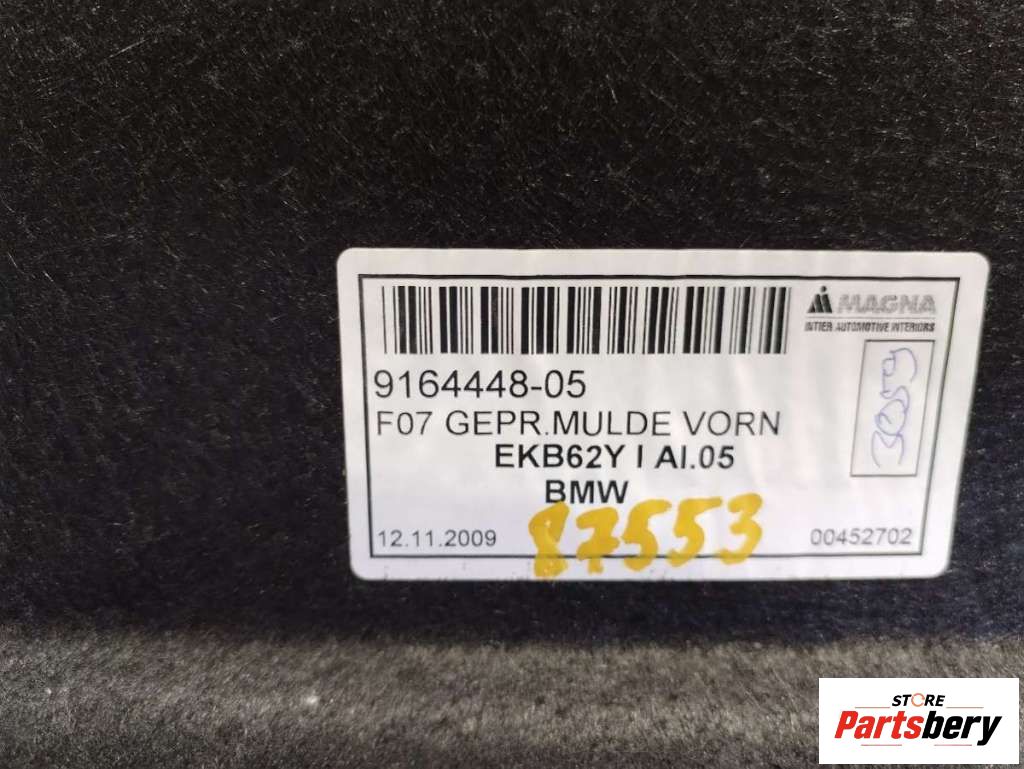 MAGNA
INTIER AUTOMOTIVE INTERIORS
9164448-05
F07 GEPR.MULDE VORN
EKB62Y I AI.05
BMW
12.11.2009
87553
00452702
STORE
Partsbery